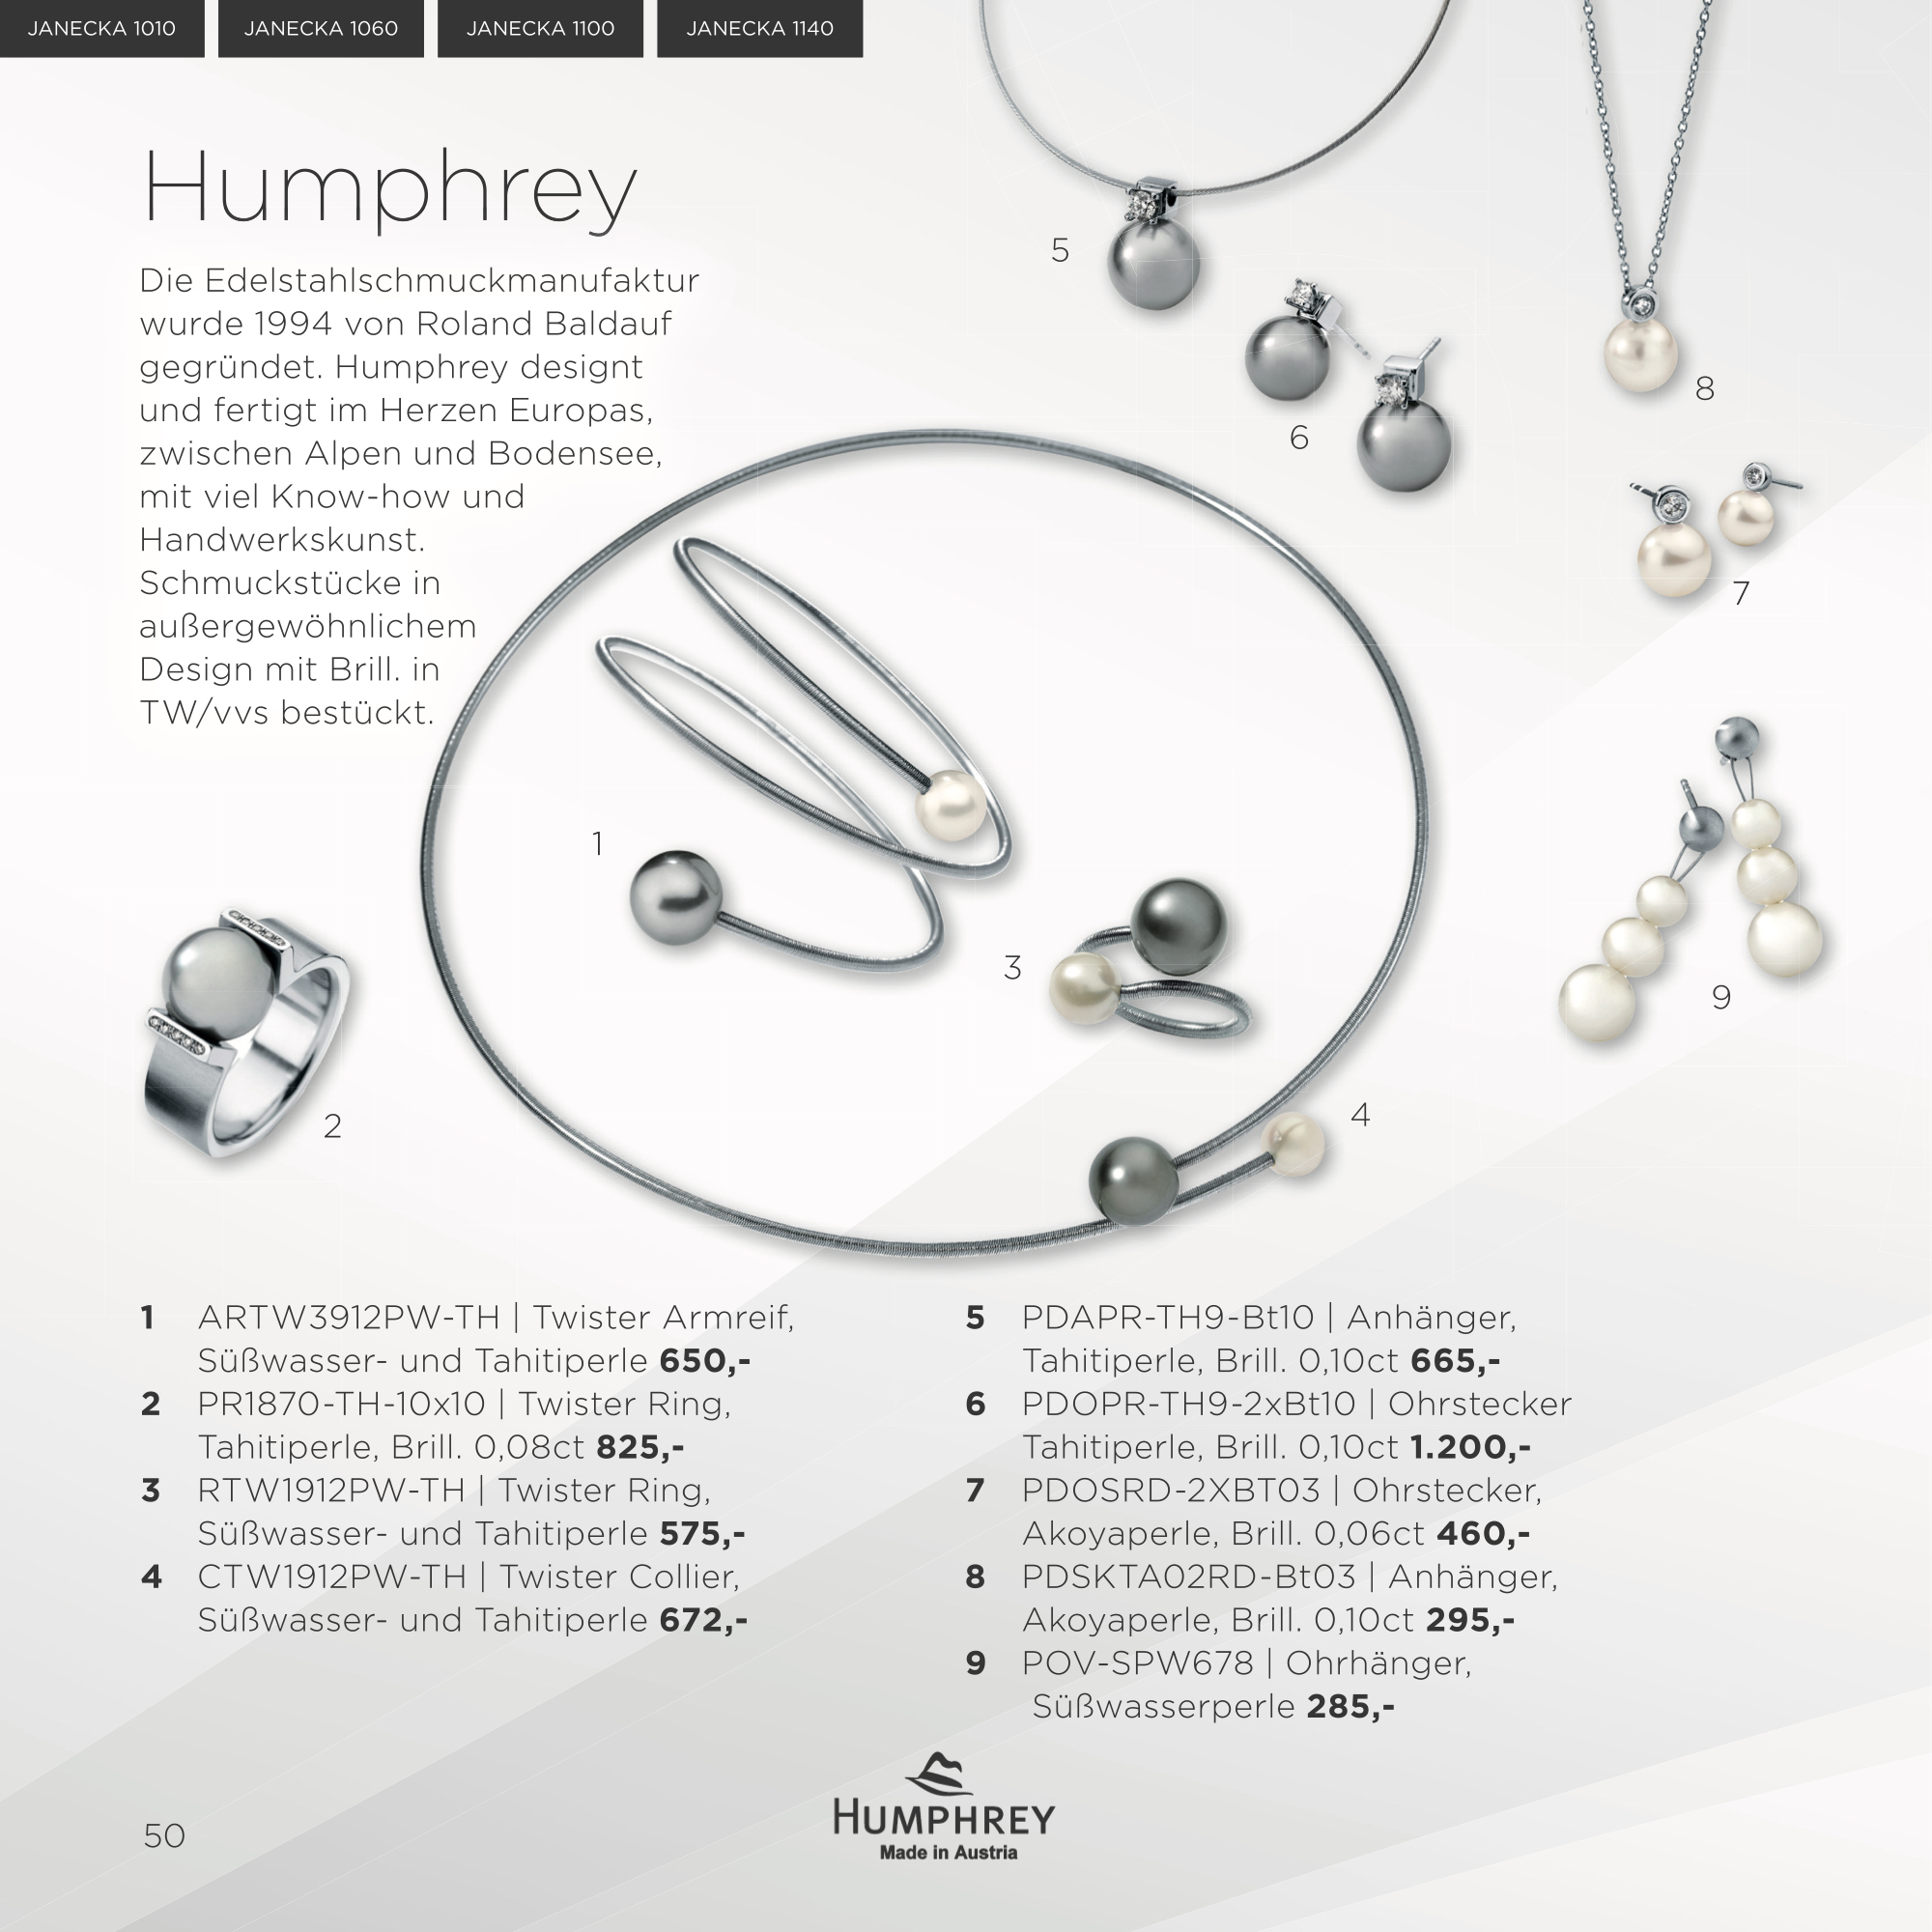 JANECKA 1010
JANECKA 1060
JANECKA 1100
JANECKA 1140
Humphrey
Die Edelstahlschmuckmanufaktur
wurde 1994 von Roland Baldauf
gegründet. Humphrey designt
und fertigt im Herzen Europas,
zwischen Alpen und Bodensee,
mit viel Know-how und
Handwerkskunst.
Schmuckstücke in
außergewöhnlichem
Design mit Brill. in
TW/vvs bestückt.
5
8
6
7
1
3
9
2
4
1 ARTW3912PW-TH | Twister Armreif,
Süßwasser- und Tahitiperle 650,-
2 PR1870-TH-10x10 | Twister Ring,
Tahitiperle, Brill. 0,08ct 825,-
3 RTW1912PW-TH | Twister Ring,
Süßwasser- und Tahitiperle 575,-
4 CTW1912PW-TH | Twister Collier,
Süßwasser- und Tahitiperle 672,-
5 PDAPR-TH9-Bt10 | Anhänger,
Tahitiperle, Brill. 0,10ct 665,-
6 PDOPR-TH9-2xBt10 | Ohrstecker
Tahitiperle, Brill. 0,10ct 1.200,-
7 PDOSRD-2XBT03 | Ohrstecker,
Akoyaperle, Brill. 0,06ct 460,-
8 PDSKTA02RD-Bt03 | Anhänger,
Akoyaperle, Brill. 0,10ct 295,-
9 POV-SPW678 | Ohrhänger,
Süßwasserperle 285,-
HUMPHREY
Made in Austria
50